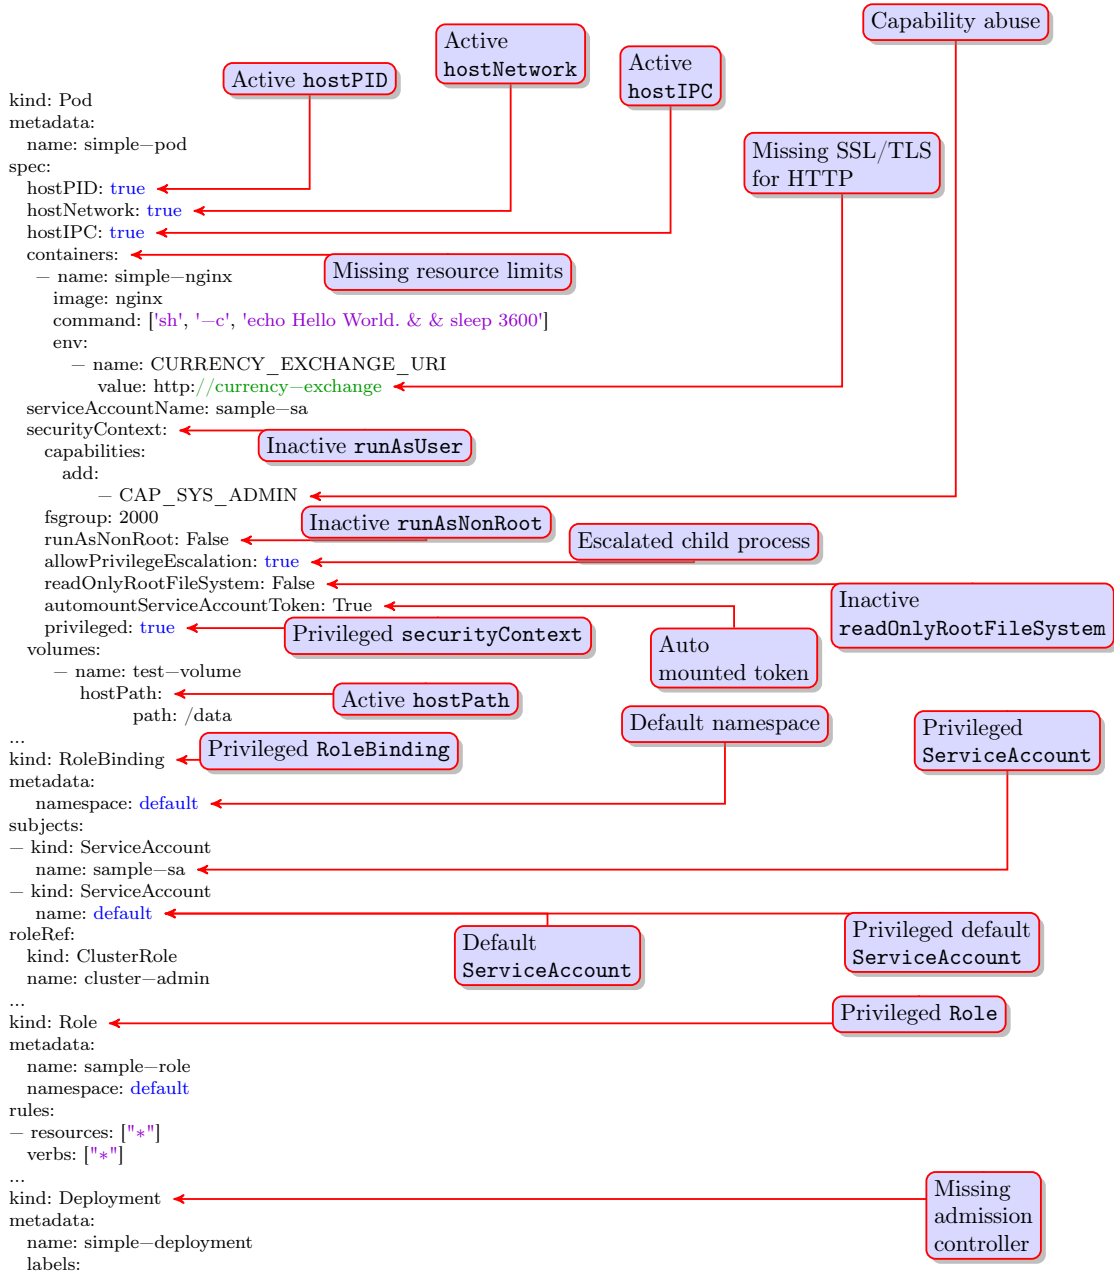 Capability abuse
Active
hostNetwork
Active
hostIPC
Active hostPID
kind: Pod
metadata:
name: simple−pod
Missing SSL/TLS
for HTTP
spec:
hostPID: true
hostNetwork: true
hostIPC: true
containers:
Missing resource limits
− name: simple−nginx
image: nginx
command: ['sh', '−c', 'echo Hello World. & & sleep 3600']
env:
− name: CURRENCY_EXCHANGE_URI
value: http://currency−exchange
serviceAccountName: sample−sa
securityContext:
Inactive runAsUser
capabilities:
add:
− CAP_SYS_ADMIN
fsgroup: 2000
Inactive runAsNonRoot
runAsNonRoot: False
Escalated child process
allowPrivilegeEscalation: true
readOnlyRootFileSystem: False
Inactive
readOnlyRootFileSystem
automountServiceAccountToken: True
privileged: true
Privileged securityContext
Auto
mounted token
volumes:
− name: test−volume
hostPath:
Active hostPath
path: /data
Default namespace
Privileged
ServiceAccount
...
kind: RoleBinding
Privileged RoleBinding
metadata:
namespace: default
subjects:
− kind: ServiceAccount
name: sample−sa
− kind: ServiceAccount
name: default
Default
ServiceAccount
Privileged default
ServiceAccount
roleRef:
kind: ClusterRole
name: cluster−admin
...
kind: Role
Privileged Role
metadata:
name: sample−role
namespace: default
rules:
− resources: ["*"]
verbs: ["*"]
...
kind: Deployment
Missing
admission
controller
metadata:
name: simple−deployment
labels: